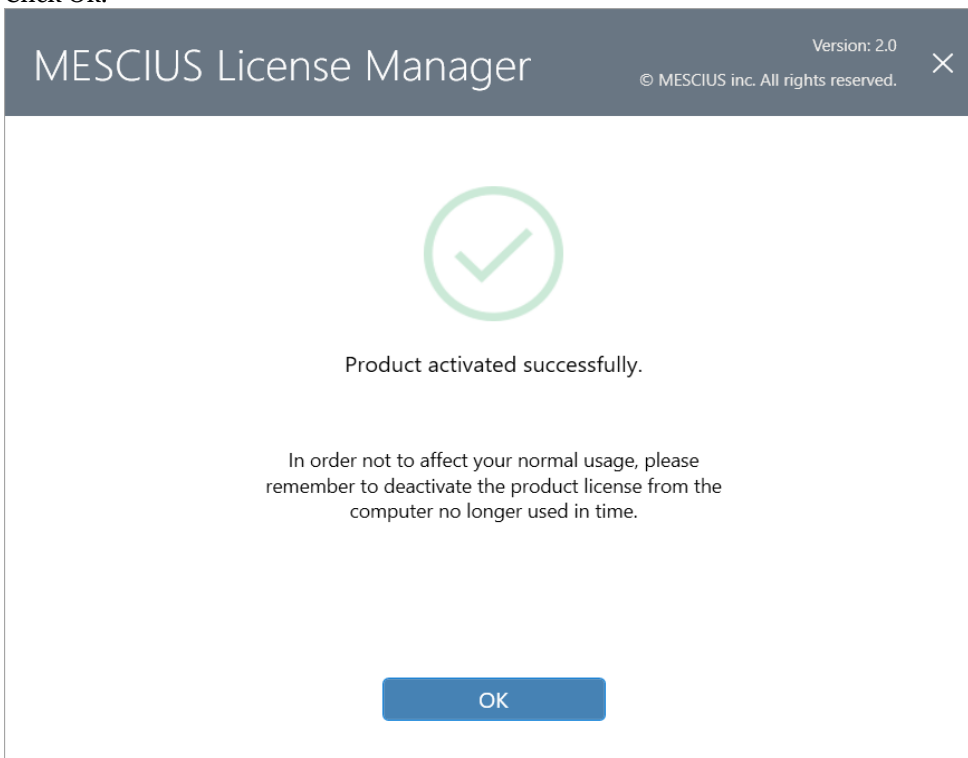 Click OK.
MESCIUS License Manager
Version: 2.0
© MESCIUS inc. All rights reserved.
Product activated successfully.
In order not to affect your normal usage, please
remember to deactivate the product license from the
computer no longer used in time.
OK